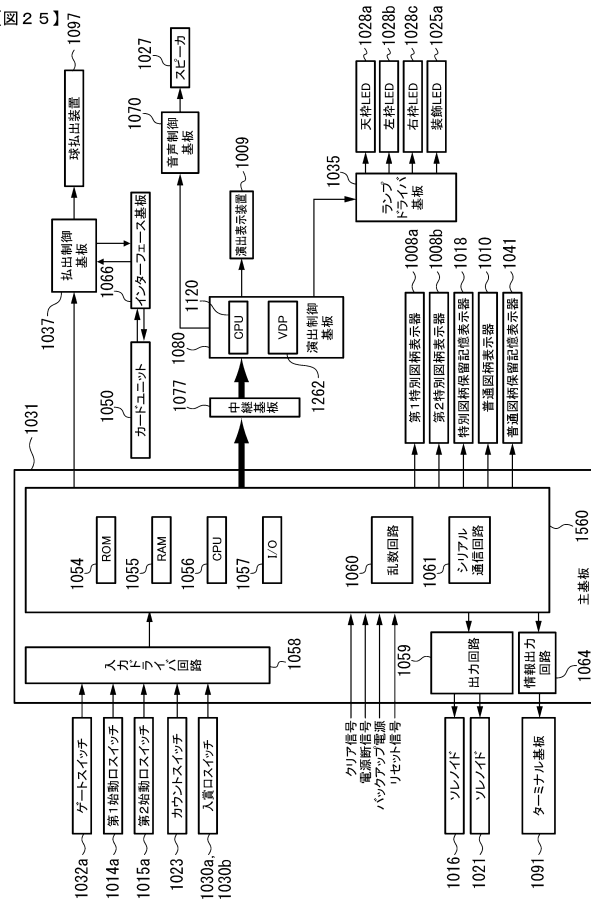 【図２５】
1097
球払出装置
払出制御
基板
1037
インターフェース基板
1066
カードユニット
1050
1027
スピーカ
1070
音声制御
基板
1009
演出表示装置
1120
CPU
VDP
1080
演出制御
基板
1262
1077
中継基板
1028a
1028b
1028c
1025a
天枠LED
左枠LED
右枠LED
装飾LED
1035
ランプ
ドライバ
基板
1008a
1008b
1018
1010
1041
第1特別図柄表示器
第2特別図柄表示器
特別図柄保留記憶表示器
普通図柄表示器
普通図柄保留記憶表示器
1031
1054
ROM
1055
RAM
1056
CPU
1057
I/O
1060
乱数回路
1061
シリアル
通信回路
1560
主基板
入力ドライバ回路
1058
1059
出力回路
情報出力
回路
1064
クリア信号
電源断信号
バックアップ電源
リセット信号
ゲートスイッチ
第1始動口スイッチ
第2始動口スイッチ
カウントスイッチ
入賞口スイッチ
1032a
1014a
1015a
1023
1030a,
1030b
ソレノイド
ソレノイド
ターミナル基板
1016
1021
1091